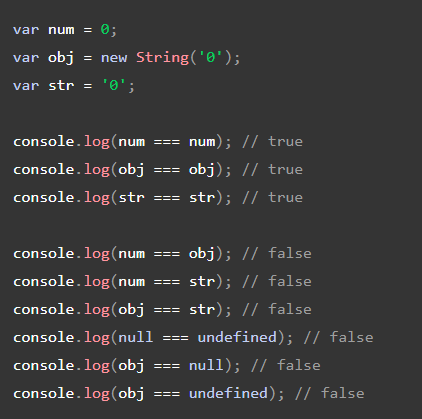 var num = 0;
var obj = new String('0');
var str = '0';

console.log(num === num); // true
console.log(obj === obj); // true
console.log(str === str); // true

console.log(num === obj); // false
console.log(num === str); // false
console.log(obj === str); // false
console.log(null === undefined); // false
console.log(obj === null); // false
console.log(obj === undefined); // false